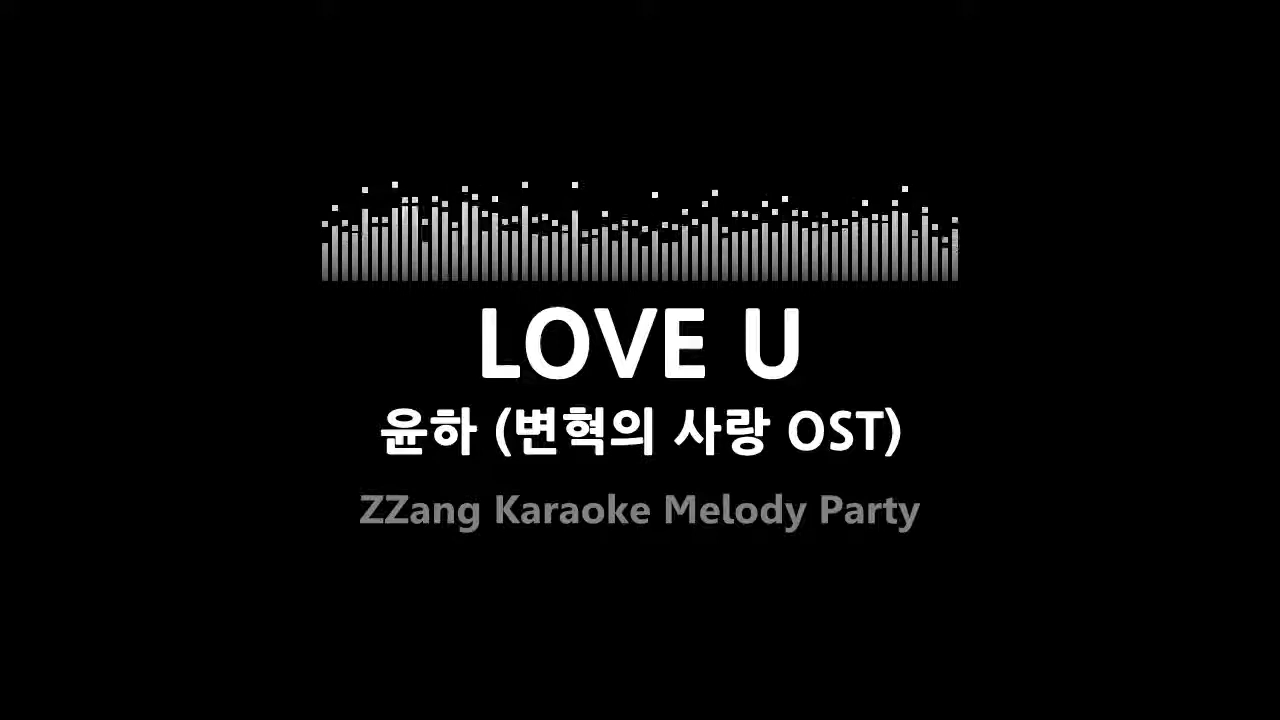 LOVE U
윤하 (변혁의 사랑 OST)
ZZang Karaoke Melody Party